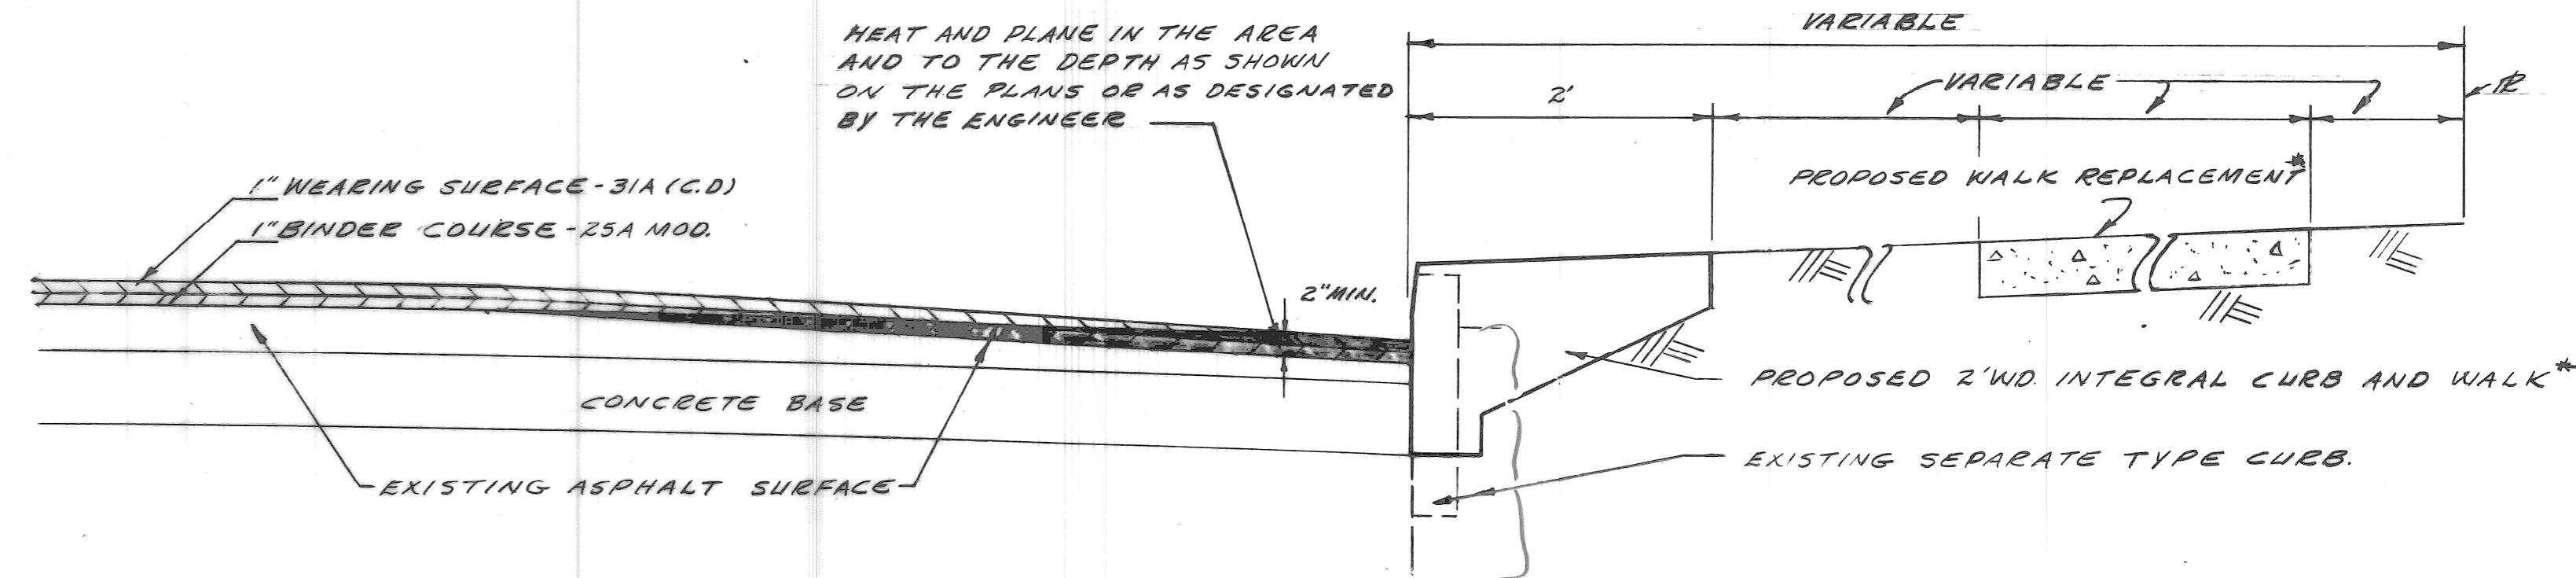 VARIABLE
HEAT AND PLANE IN THE AREA
AND TO THE DEPTH AS SHOWN
ON THE PLANS OR AS DESIGNATED
BY THE ENGINEER
2'
VARIABLE
PL
PROPOSED WALK REPLACEMENT*
1" WEARING SURFACE - 31A (C.D)
1" BINDER COURSE - 25A MOD.
2" MIN.
PROPOSED 2' WD. INTEGRAL CURB AND WALK*
CONCRETE BASE
EXISTING SEPARATE TYPE CURB.
EXISTING ASPHALT SURFACE